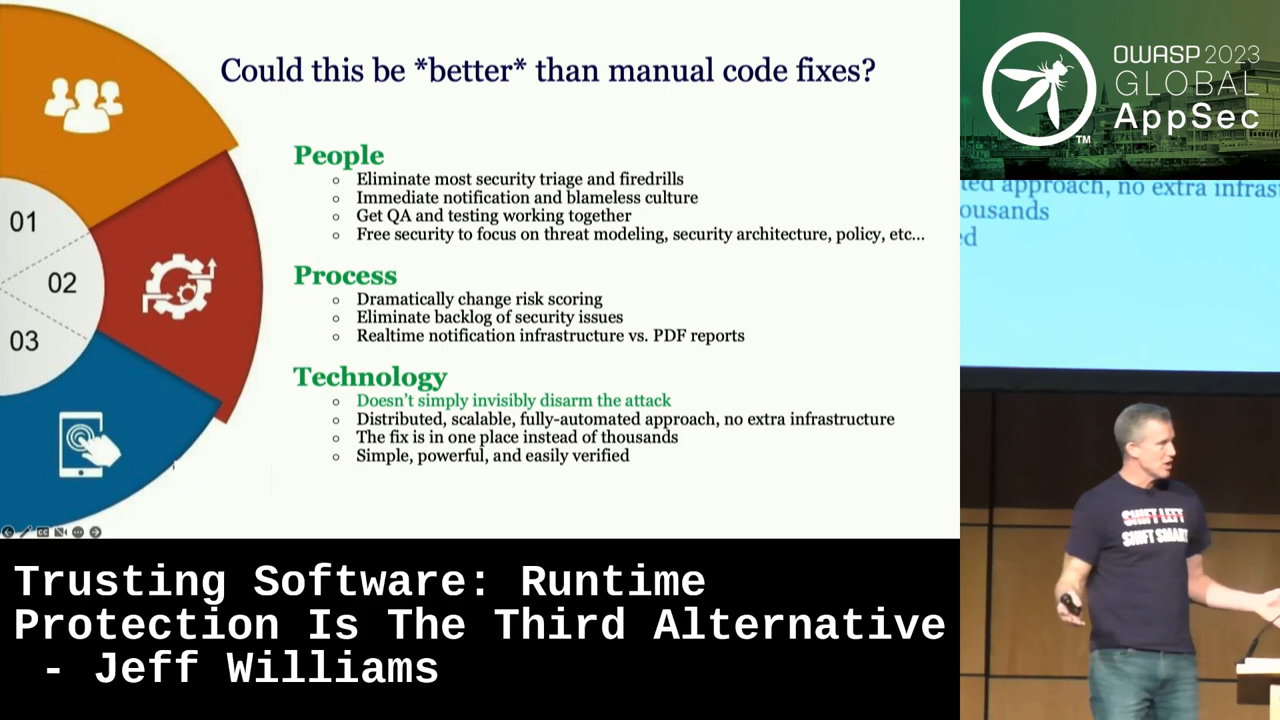 Could this be *better* than manual code fixes?
01
02
03
People
Eliminate most security triage and firedrills
Immediate notification and blameless culture
Get QA and testing working together
Free security to focus on threat modeling, security architecture, policy, etc...
Process
Dramatically change risk scoring
Eliminate backlog of security issues
Realtime notification infrastructure vs. PDF reports
Technology
Doesn't simply invisibly disarm the attack
Distributed, scalable, fully-automated approach, no extra infrastructure
The fix is in one place instead of thousands
Simple, powerful, and easily verified
CC
OWASP 2023
GLOBAL
AppSec
TM
ted approach, no extra infrast
ousands
ed
SHIFT LEFT
SHIFT SMART
Trusting Software: Runtime
Protection Is The Third Alternative
- Jeff Williams